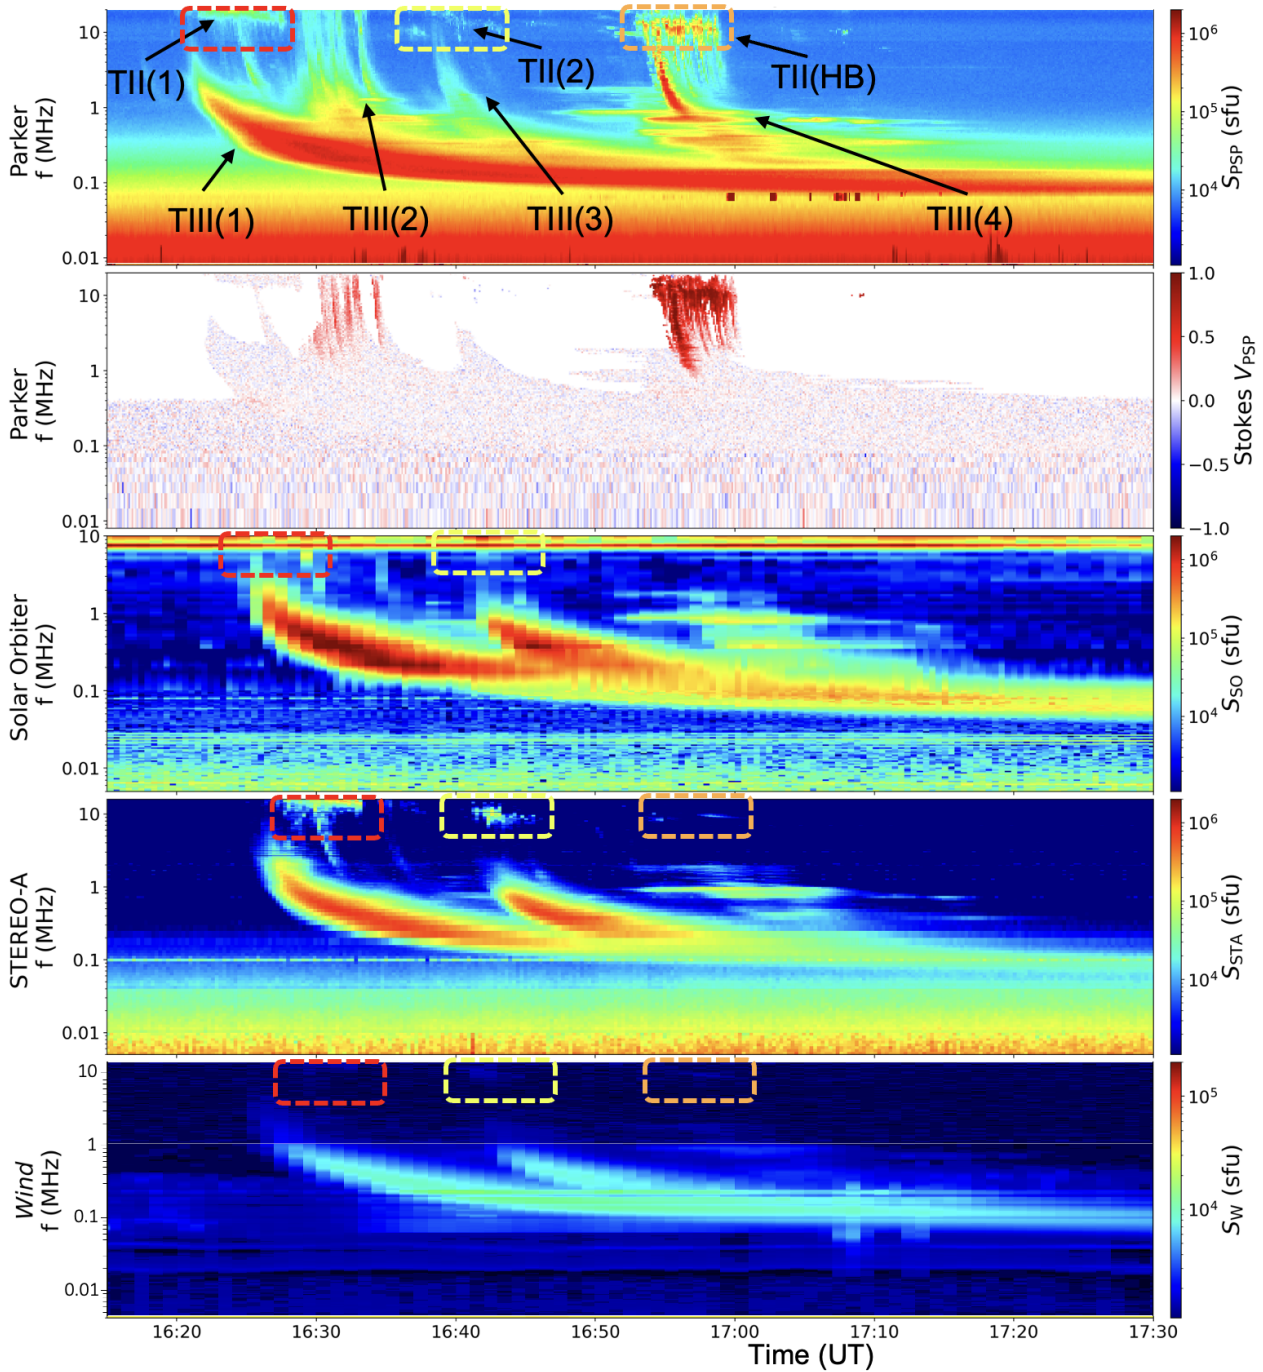 10
1
0.1
0.01
Parker
f (MHz)
TII(1)
TII(2)
TII(HB)
TIII(1)
TIII(2)
TIII(3)
TIII(4)
10⁶
10⁵
10⁴
S_PSP (sfu)
10
1
0.1
0.01
Parker
f (MHz)
1.0
0.5
0.0
−0.5
−1.0
Stokes V_PSP
10
1
0.1
0.01
Solar Orbiter
f (MHz)
10⁶
10⁵
10⁴
S_SO (sfu)
10
1
0.1
0.01
STEREO-A
f (MHz)
10⁶
10⁵
10⁴
S_STA (sfu)
10
1
0.1
0.01
Wind
f (MHz)
10⁵
10⁴
S_W (sfu)
16:20 16:30 16:40 16:50 17:00 17:10 17:20 17:30
Time (UT)